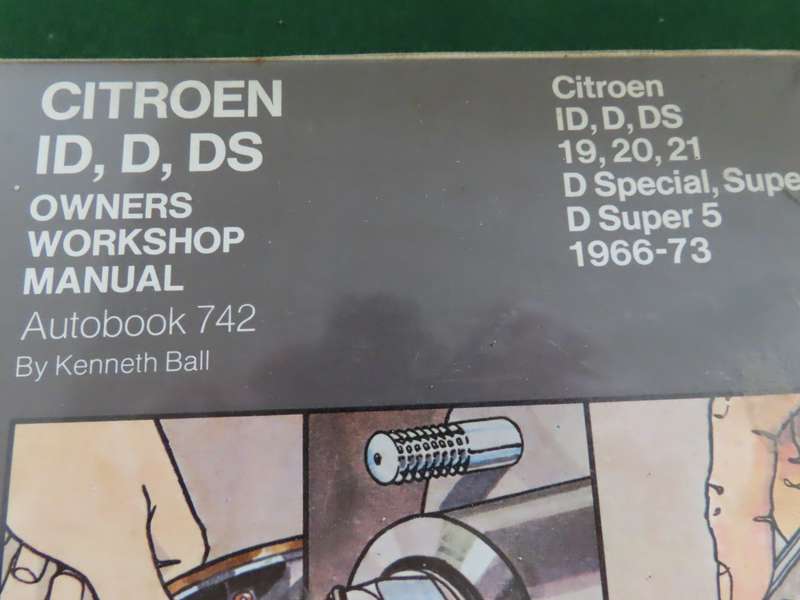 CITROEN
ID, D, DS
OWNERS
WORKSHOP
MANUAL
Autobook 742
By Kenneth Ball
Citroen
ID, D, DS
19, 20, 21
D Special, Supe
D Super 5
1966-73